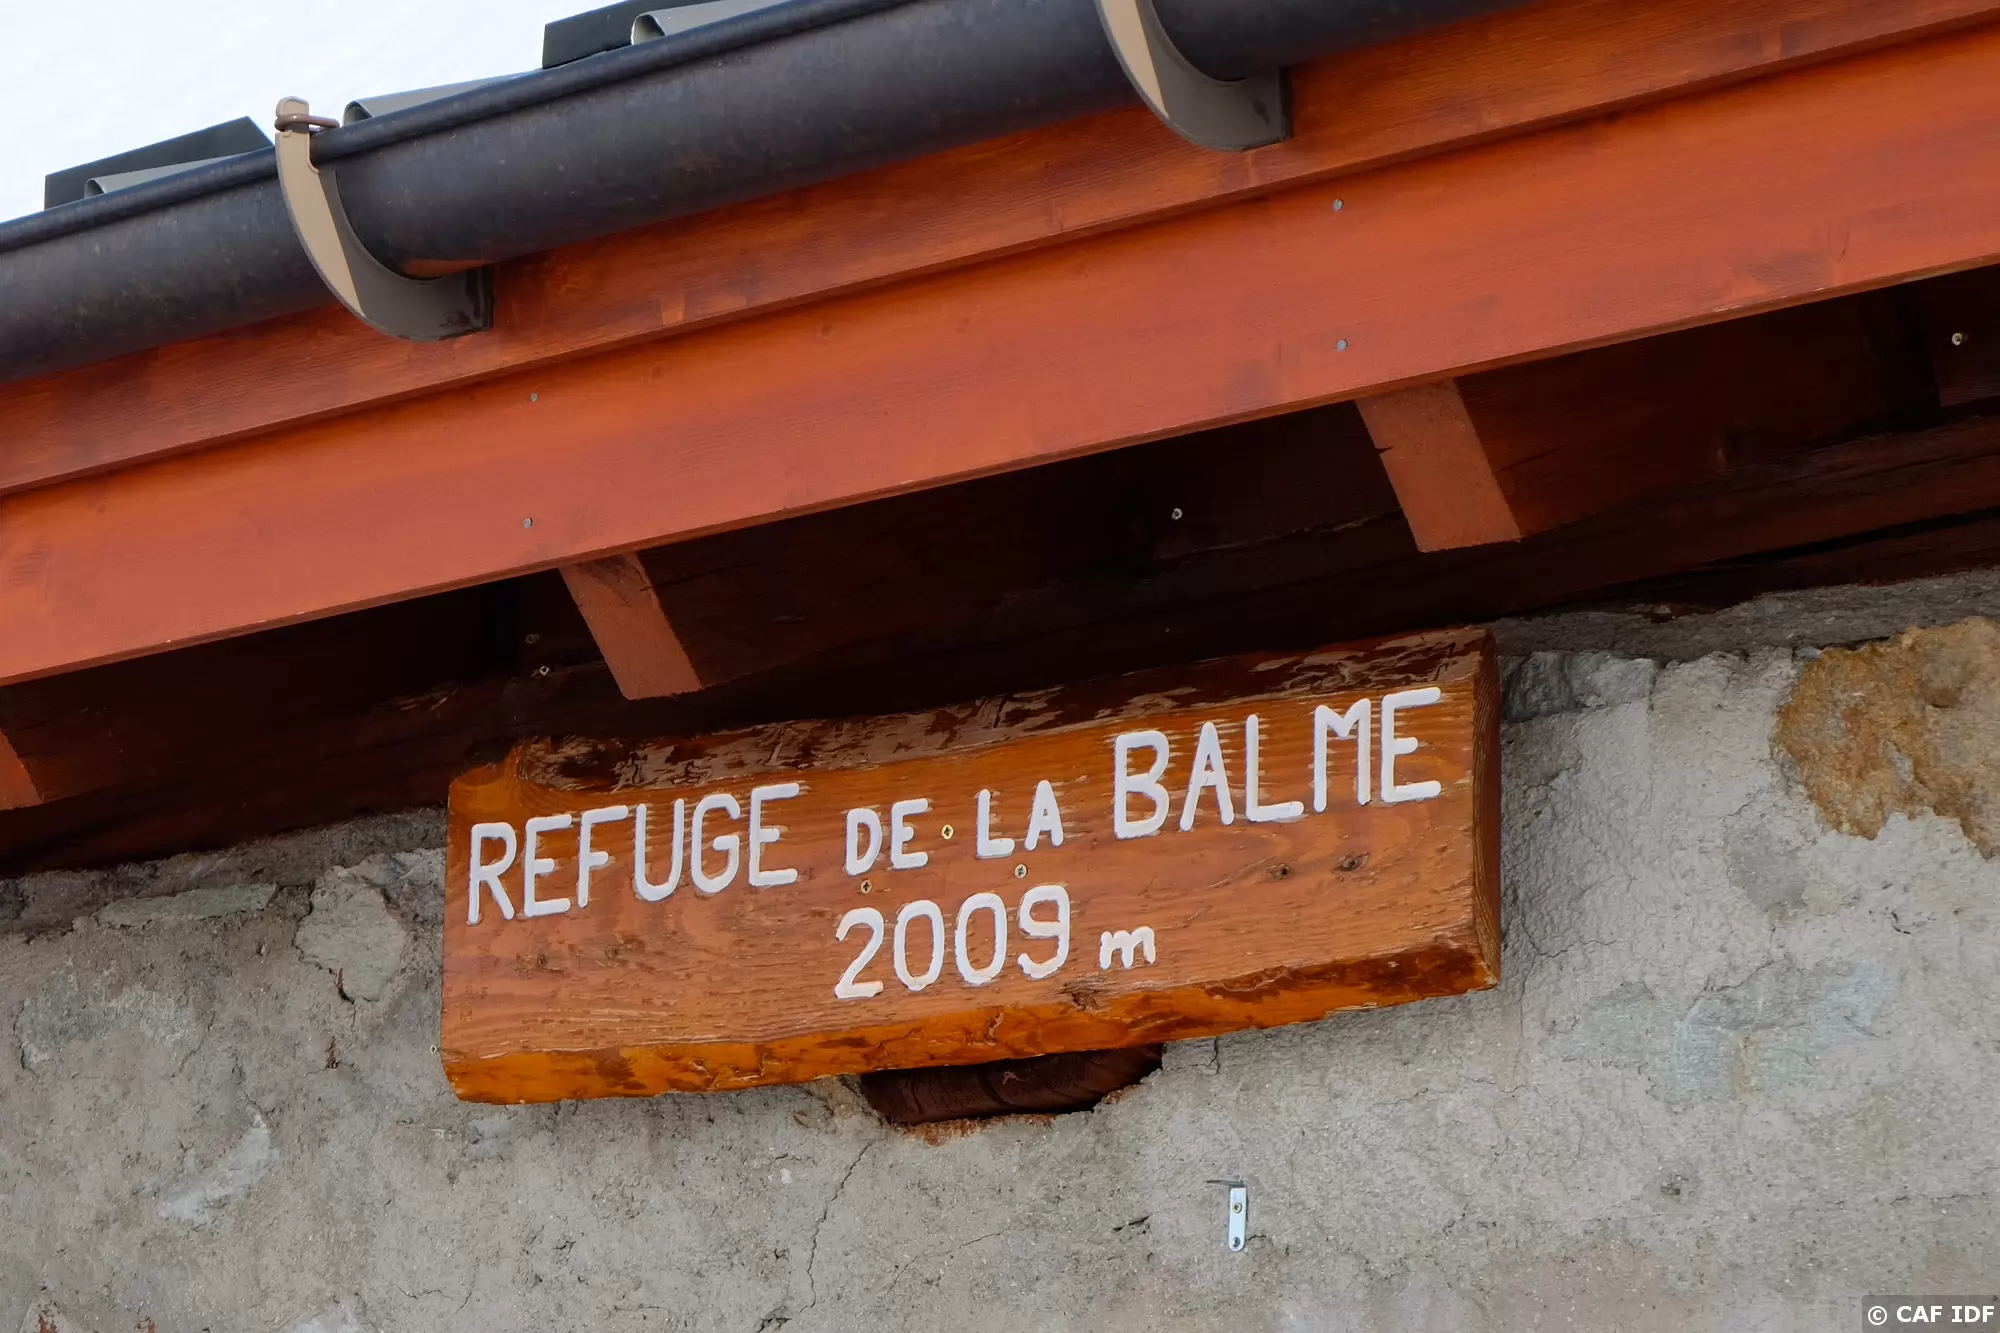 REFUGE DE LA BALME
2009 m
© CAF IDF